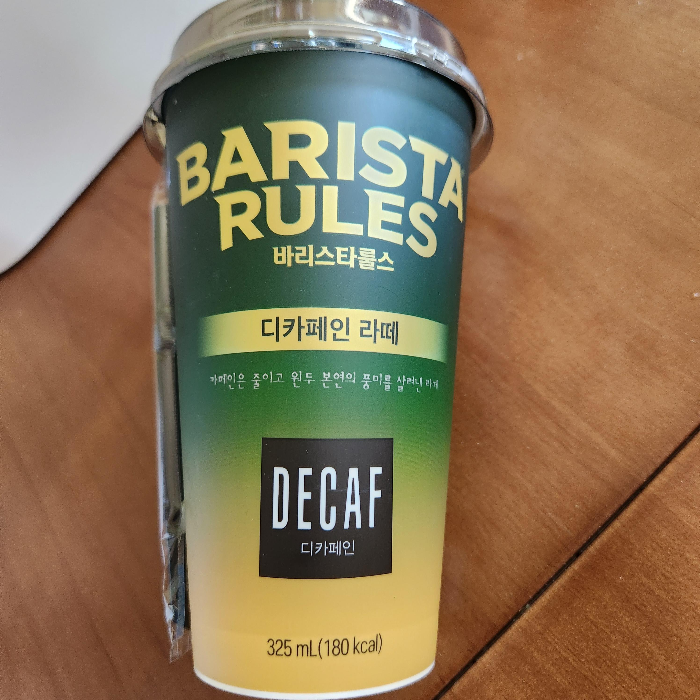 BARISTA
RULES
바리스타룰스
디카페인 라떼
카페인은 줄이고 원두 본연의 풍미를 살려낸 라떼
DECAF
디카페인
325 mL(180 kcal)